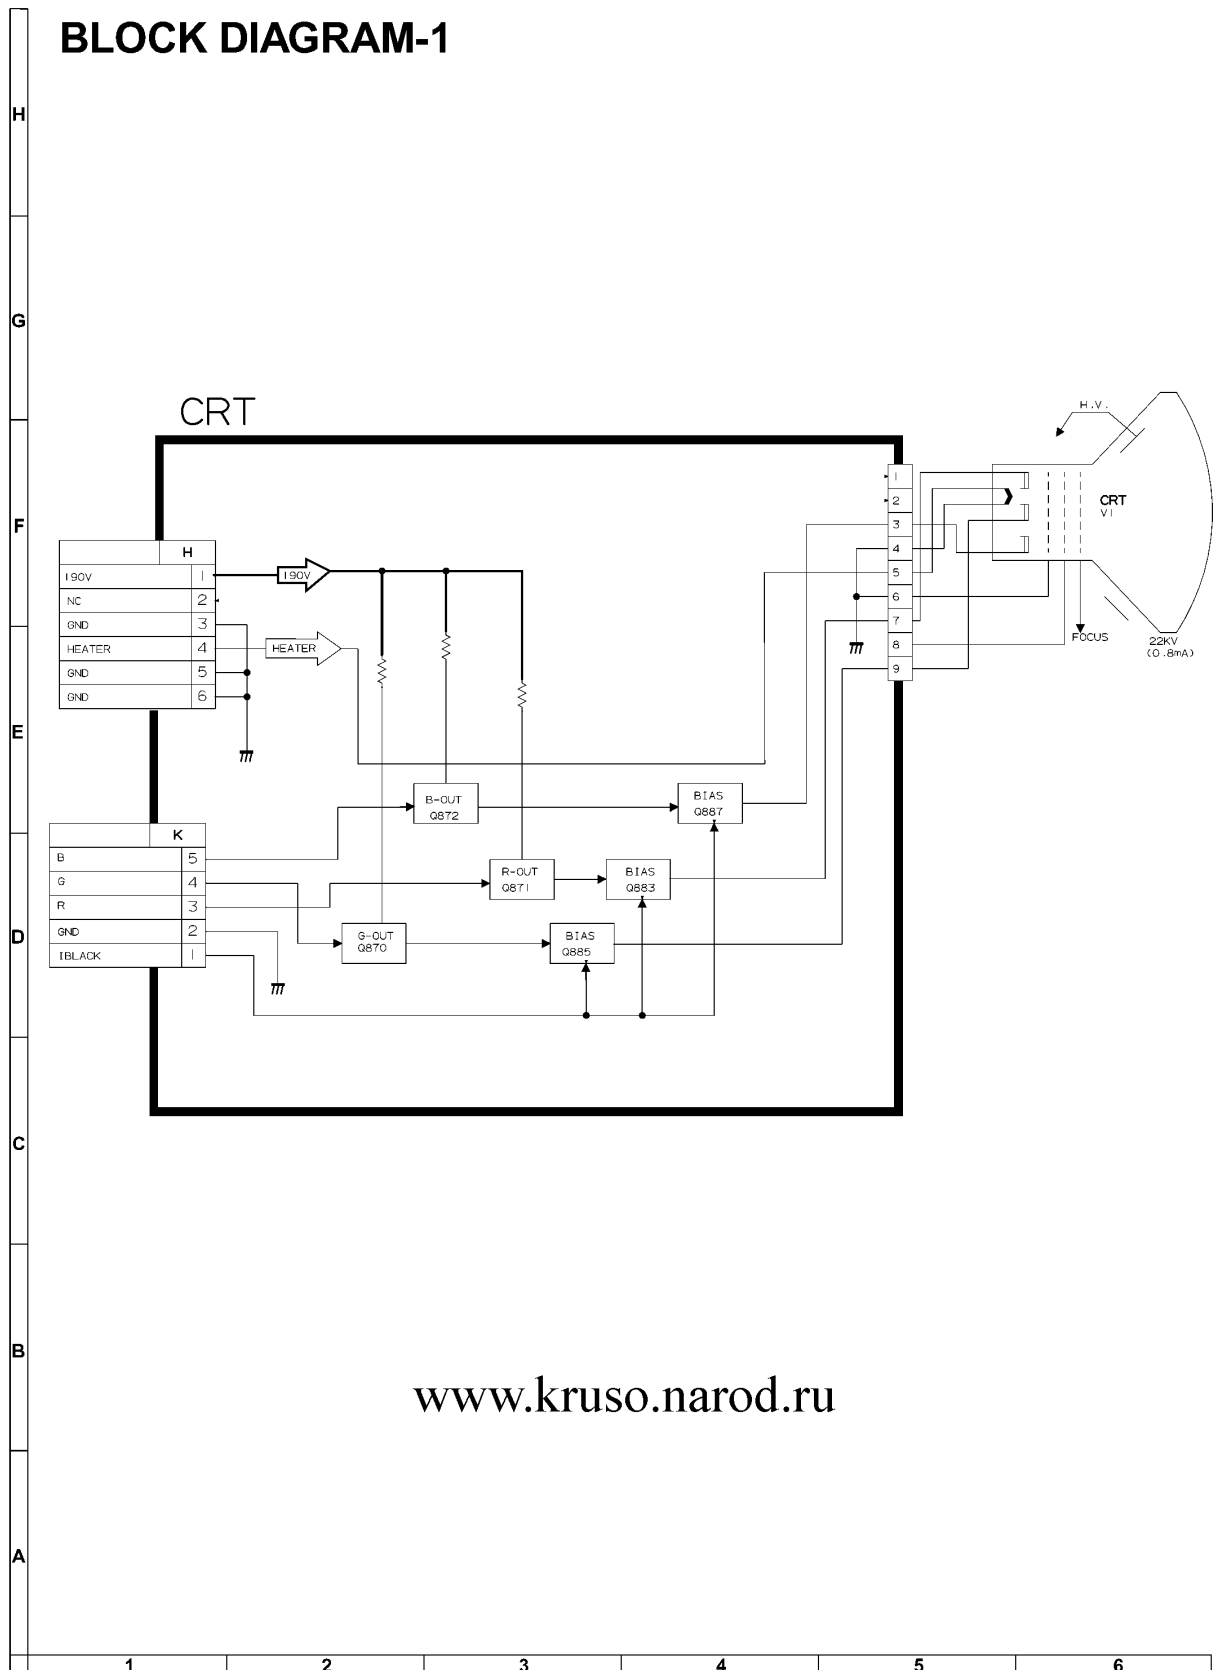 BLOCK DIAGRAM-1
H
G
F
E
D
C
B
A
CRT
H.V.
CRT
V1
FOCUS
22KV
(0.8mA)
1
2
3
4
5
6
7
8
9
H
190V 1
NC 2
GND 3
HEATER 4
GND 5
GND 6
190V
HEATER
B-OUT
Q872
BIAS
Q887
K
B 5
G 4
R 3
GND 2
IBLACK 1
R-OUT
Q871
BIAS
Q883
G-OUT
Q870
BIAS
Q885
www.kruso.narod.ru
1 2 3 4 5 6